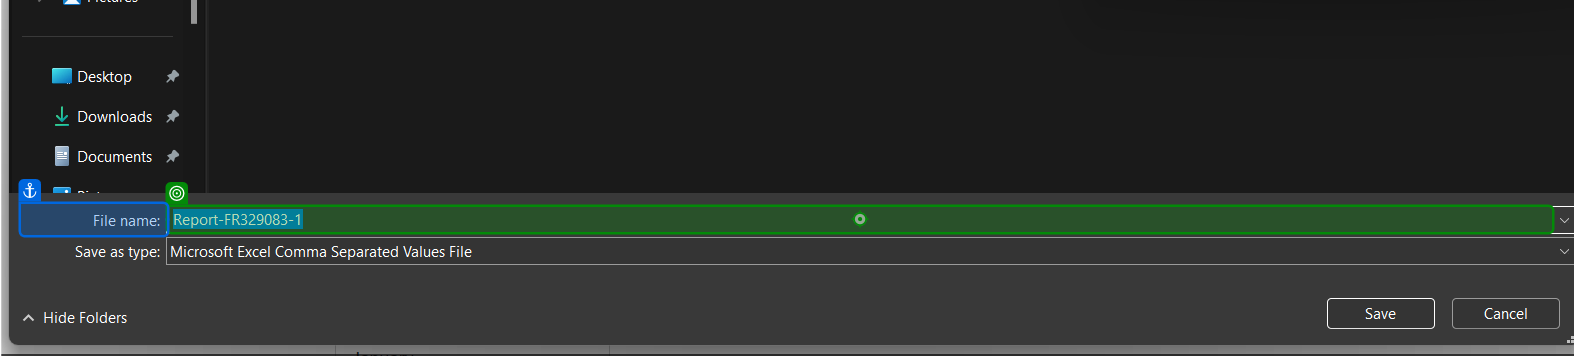 Pictures
Desktop
Downloads
Documents
File name: Report-FR329083-1
Save as type: Microsoft Excel Comma Separated Values File
Hide Folders
Save
Cancel